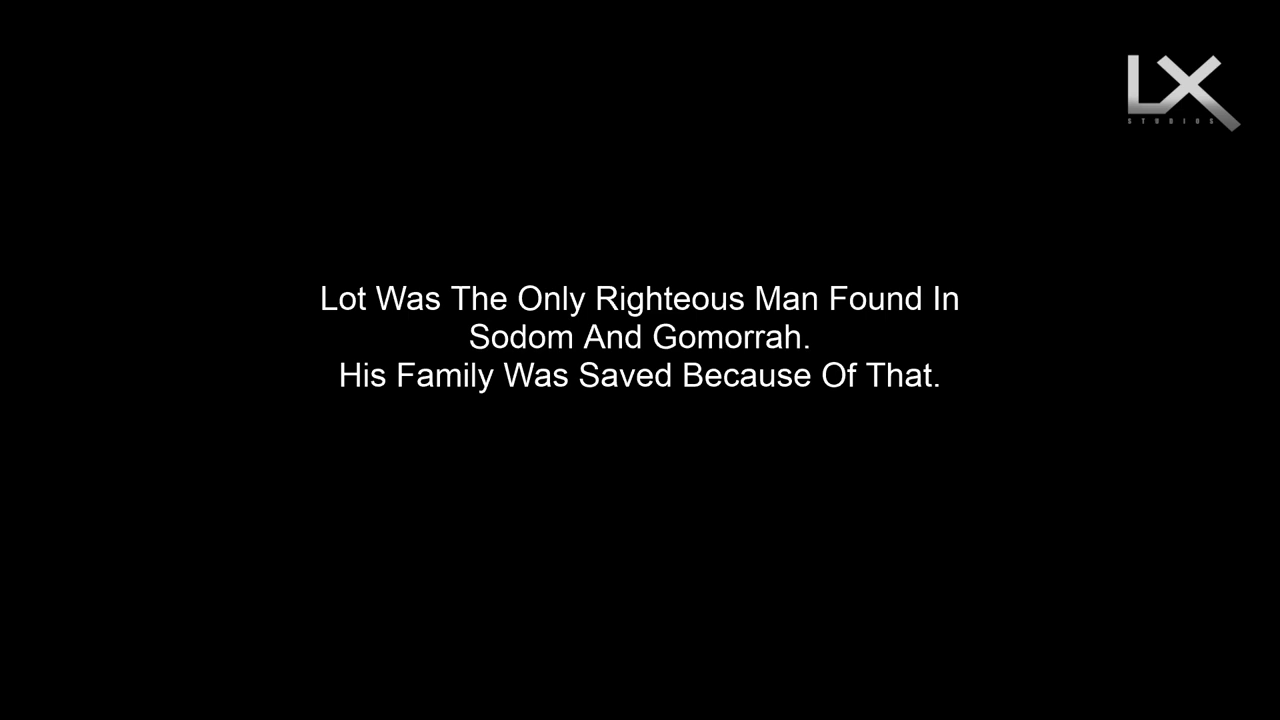 LX
STUDIOS
Lot Was The Only Righteous Man Found In
Sodom And Gomorrah.
His Family Was Saved Because Of That.